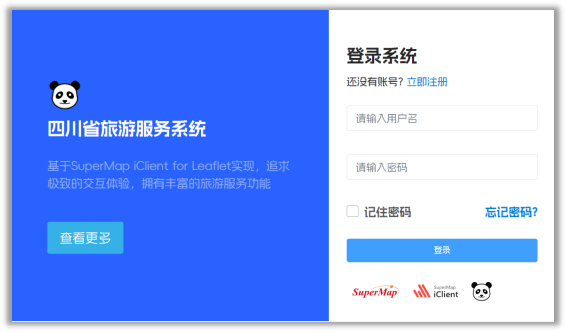 四川省旅游服务系统
基于SuperMap iClient for Leaflet实现，追求
极致的交互体验，拥有丰富的旅游服务功能
查看更多
登录系统
还没有账号? 立即注册
请输入用户名
请输入密码
记住密码 忘记密码?
登录
SuperMap
SuperMap
iClient